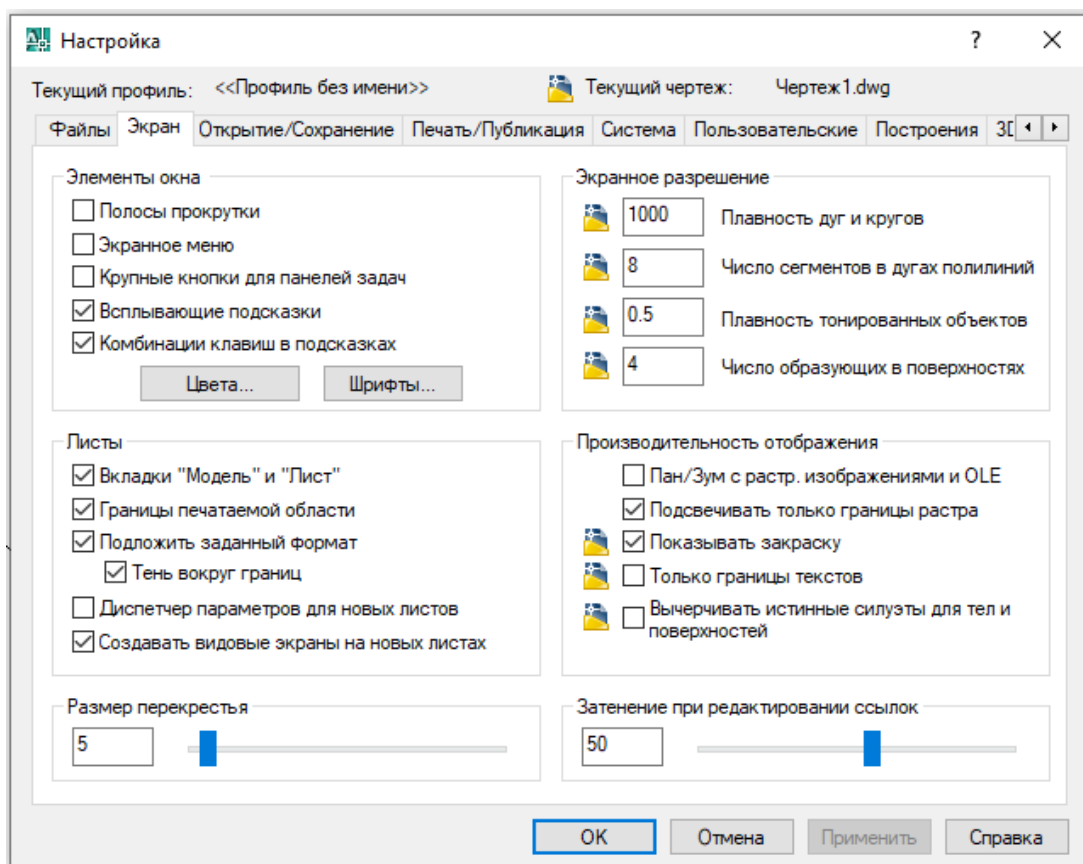 Настройка
Текущий профиль: <<Профиль без имени>> Текущий чертеж: Чертеж1.dwg
Файлы Экран Открытие/Сохранение Печать/Публикация Система Пользовательские Построения
Элементы окна
Полосы прокрутки
Экранное меню
Крупные кнопки для панелей задач
Всплывающие подсказки
Комбинации клавиш в подсказках
Цвета... Шрифты...
Экранное разрешение
1000 Плавность дуг и кругов
8 Число сегментов в дугах полилиний
0.5 Плавность тонированных объектов
4 Число образующих в поверхностях
Листы
Вкладки "Модель" и "Лист"
Границы печатаемой области
Подложить заданный формат
Тень вокруг границ
Диспетчер параметров для новых листов
Создавать видовые экраны на новых листах
Производительность отображения
Пан/Зум с растр. изображениями и OLE
Подсвечивать только границы растра
Показывать закраску
Только границы текстов
Вычерчивать истинные силуэты для тел и
поверхностей
Размер перекрестья
5
Затенение при редактировании ссылок
50
OK Отмена Применить Справка